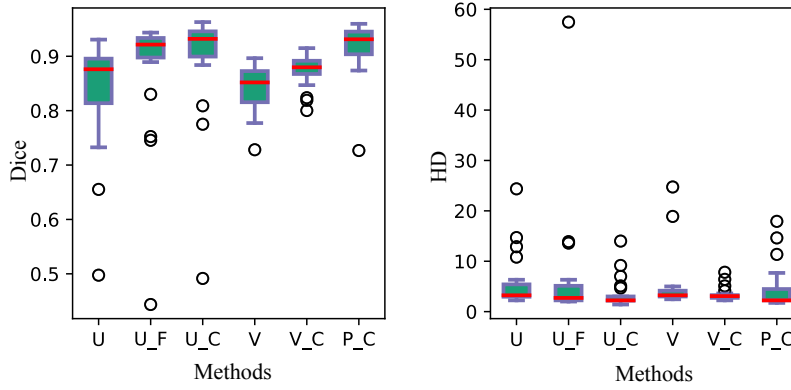 Dice
0.9
0.8
0.7
0.6
0.5
U U_F U_C V V_C P_C
Methods
HD
60
50
40
30
20
10
0
U U_F U_C V V_C P_C
Methods